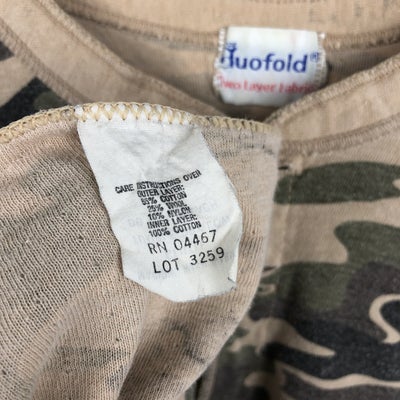 Duofold®
Two Layer Fabric
CARE INSTRUCTIONS OVER
OUTER LAYER:
65% COTTON
25% WOOL
10% NYLON
INNER LAYER:
100% COTTON
RN 04467
LOT 3259